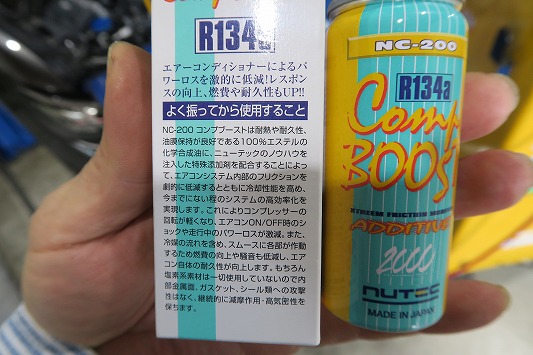 R134a
エアーコンディショナーによるパ
ワーロスを激的に低減!レスポン
スの向上、燃費や耐久性もUP!!
よく振ってから使用すること
NC-200 コンプブーストは耐熱や耐久性、
油膜保持が良好である100%エステルの
化学合成油に、ニューテックのノウハウを
注入した特殊添加剤を配合することによっ
て、エアコンシステム内部のフリクションを
劇的に低減するとともに冷却性能を高め、
今までにない程のシステムの高効率化を
実現します。これによりコンプレッサーの
回転が軽くなり、エアコンON/OFF時のシ
ョックや走行中のパワーロスが激減。また、
冷媒の流れを含め、スムースに各部が作動
するため燃費の向上や騒音も低減し、エア
コン自体の耐久性が向上します。もちろん
塩素系素材は一切使用していないので内
部金属面、ガスケット、シール類への攻撃
性はなく、継続的に減摩作用・高気密性を
保ちます。
NC-200
R134a
Comp
BOOST
ADDITIVE
2000
NUTEC
MADE IN JAPAN